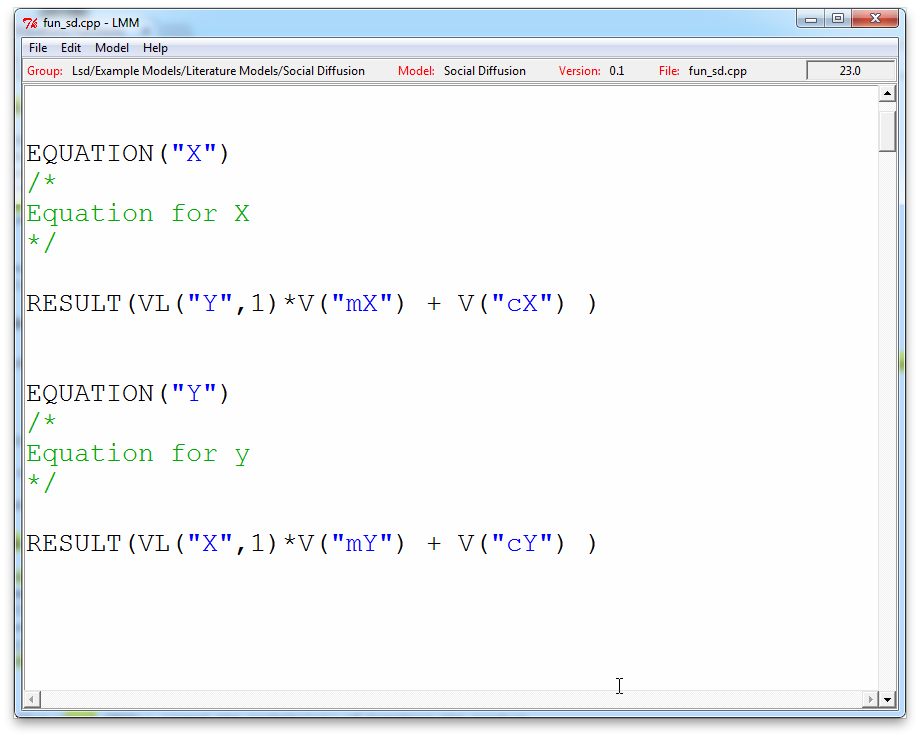 fun_sd.cpp - LMM
File Edit Model Help
Group: Lsd/Example Models/Literature Models/Social Diffusion Model: Social Diffusion Version: 0.1 File: fun_sd.cpp 23.0
EQUATION("X")
/*
Equation for X
*/
RESULT(VL("Y",1)*V("mX") + V("cX") )
EQUATION("Y")
/*
Equation for y
*/
RESULT(VL("X",1)*V("mY") + V("cY") )